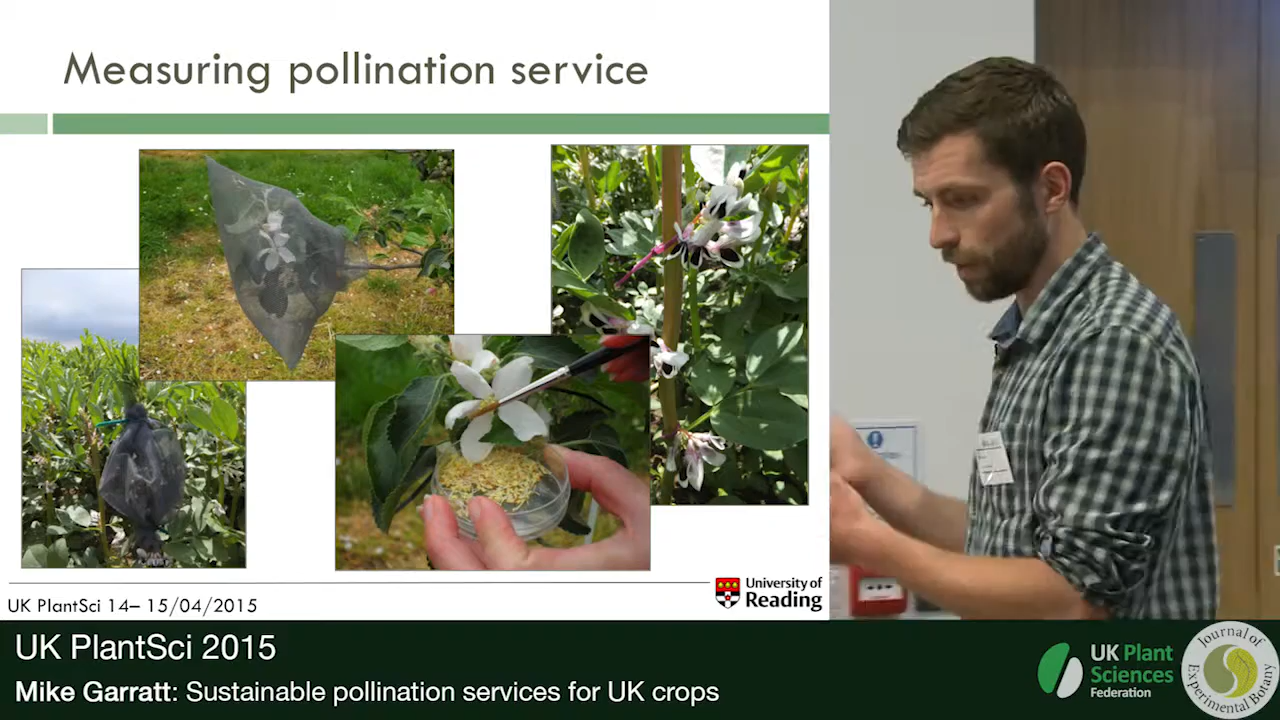 Measuring pollination service
University of
Reading
UK PlantSci 14– 15/04/2015
UK PlantSci 2015
Mike Garratt: Sustainable pollination services for UK crops
UK Plant
Sciences
Federation
Journal of
Experimental Botany